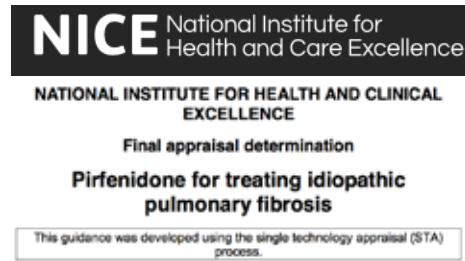 NICE National Institute for
Health and Care Excellence
NATIONAL INSTITUTE FOR HEALTH AND CLINICAL
EXCELLENCE
Final appraisal determination
Pirfenidone for treating idiopathic
pulmonary fibrosis
This guidance was developed using the single technology appraisal (STA)
process.